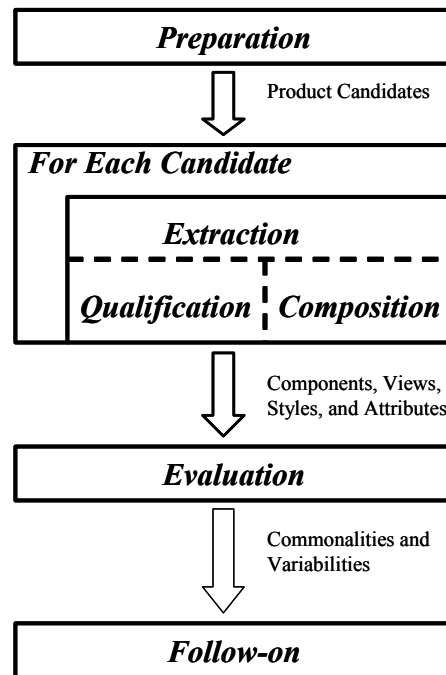 Preparation
Product Candidates
For Each Candidate
Extraction
Qualification
Composition
Components, Views,
Styles, and Attributes
Evaluation
Commonalities and
Variabilities
Follow-on